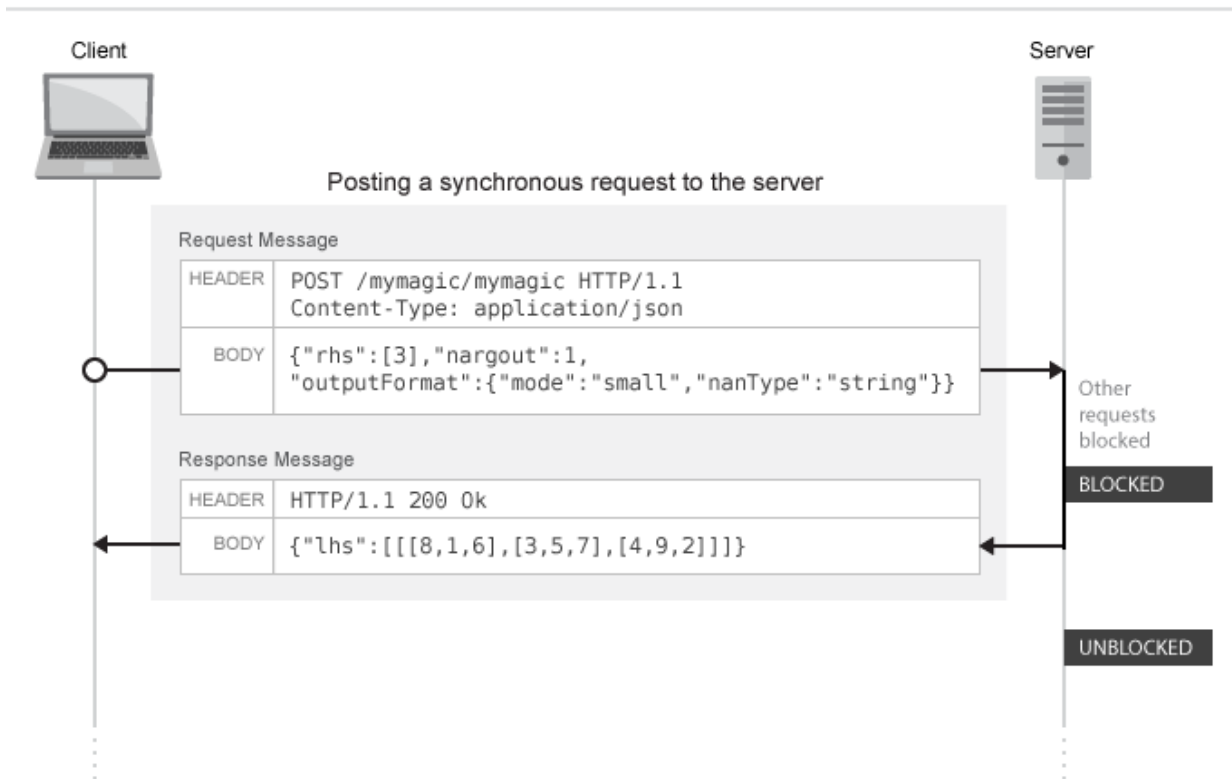 Client
Server
Posting a synchronous request to the server
Request Message
HEADER
POST /mymagic/mymagic HTTP/1.1
Content-Type: application/json
BODY
{"rhs":[3],"nargout":1,
"outputFormat":{"mode":"small","nanType":"string"}}
Other
requests
blocked
BLOCKED
Response Message
HEADER
HTTP/1.1 200 Ok
BODY
{"lhs":[[[8,1,6],[3,5,7],[4,9,2]]]}
UNBLOCKED